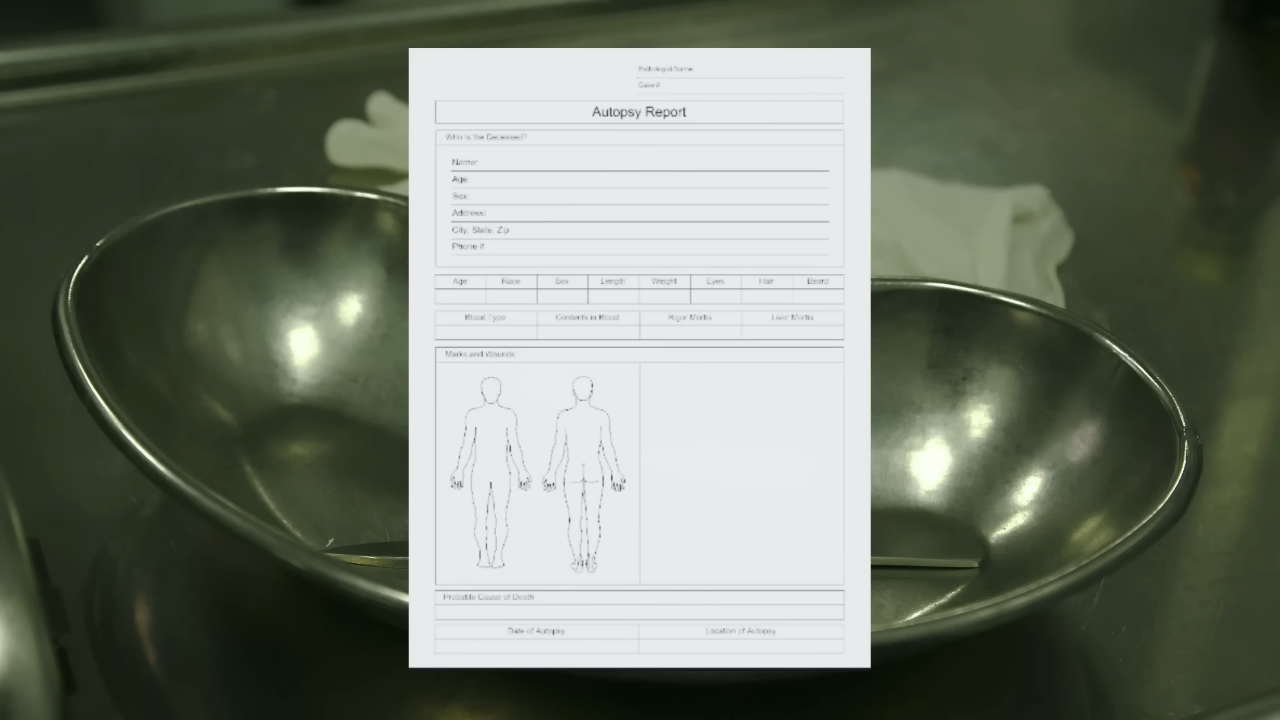 Pathologist Name
Case #
Autopsy Report
Who Is the Deceased?
Name:
Age:
Sex:
Address:
City, State, Zip
Phone #
Age Race Sex Length Weight Eyes Hair Beard
Blood Type Contents in Blood Rigor Mortis Liver Mortis
Marks and Wounds
Probable Cause of Death
Date of Autopsy Location of Autopsy